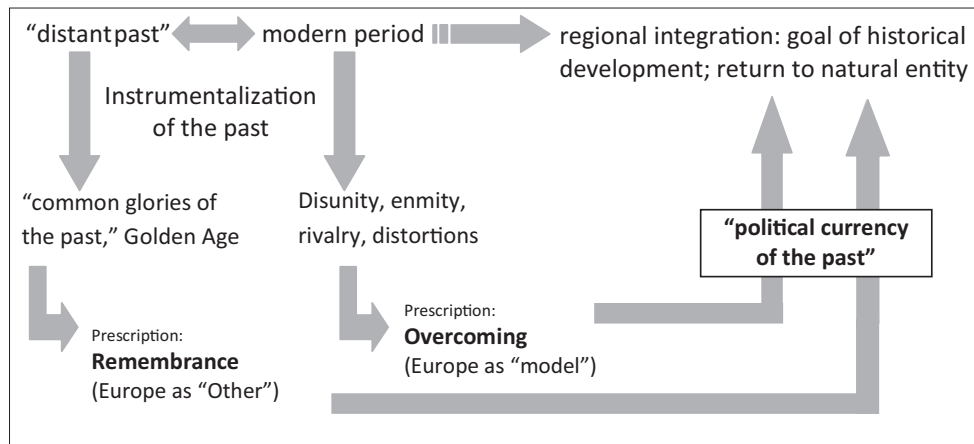 “distant past”
modern period
regional integration: goal of historical
development; return to natural entity
Instrumentalization
of the past
“common glories of
the past,” Golden Age
Disunity, enmity,
rivalry, distortions
“political currency
of the past”
Prescription:
Remembrance
(Europe as “Other”)
Prescription:
Overcoming
(Europe as “model”)